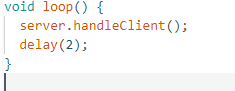 void loop() {
  server.handleClient();
  delay(2);
}